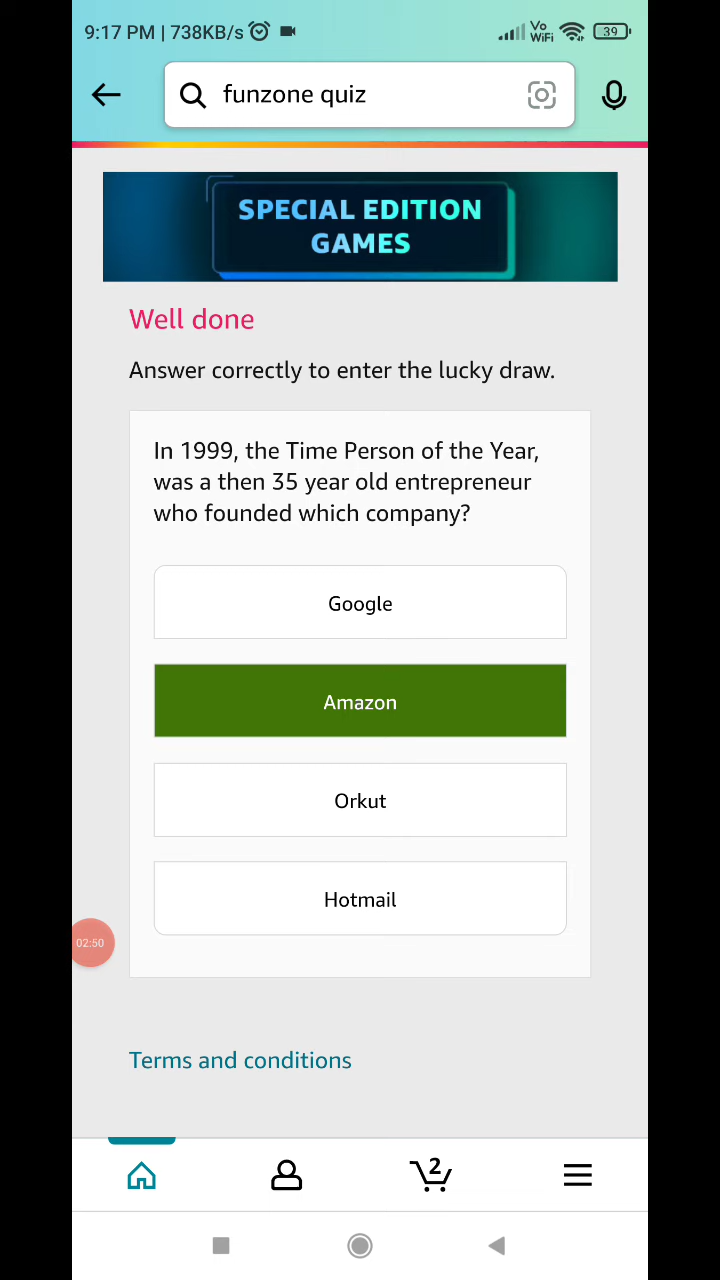 9:17 PM | 738KB/s
Vo
WiFi
39
funzone quiz
SPECIAL EDITION
GAMES
Well done
Answer correctly to enter the lucky draw.
In 1999, the Time Person of the Year,
was a then 35 year old entrepreneur
who founded which company?
Google
Amazon
Orkut
Hotmail
02:50
Terms and conditions
2